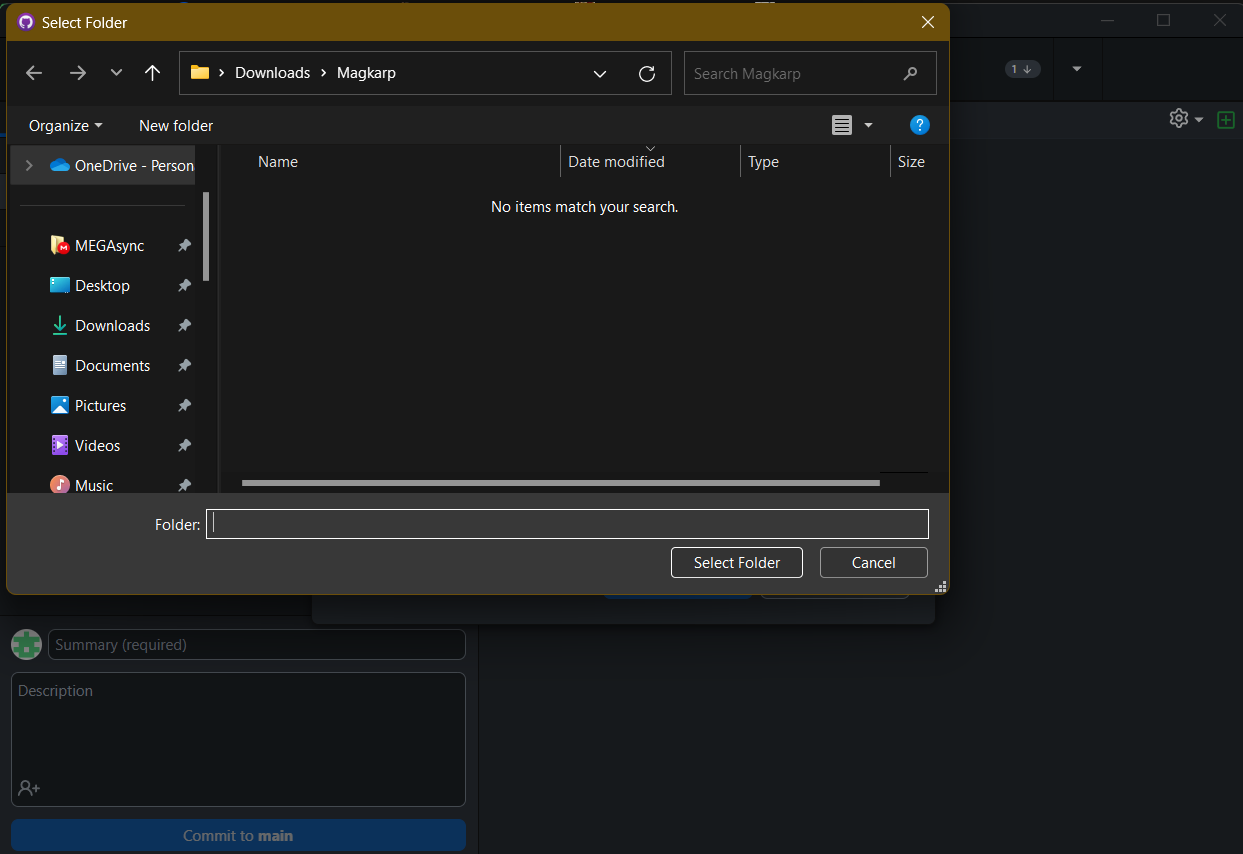 Select Folder
Downloads > Magkarp
Search Magkarp
1 ↓
Organize
New folder
?
OneDrive - Person
Name
Date modified
Type
Size
No items match your search.
MEGAsync
Desktop
Downloads
Documents
Pictures
Videos
Music
Folder:
Select Folder
Cancel
Summary (required)
Description
Commit to main